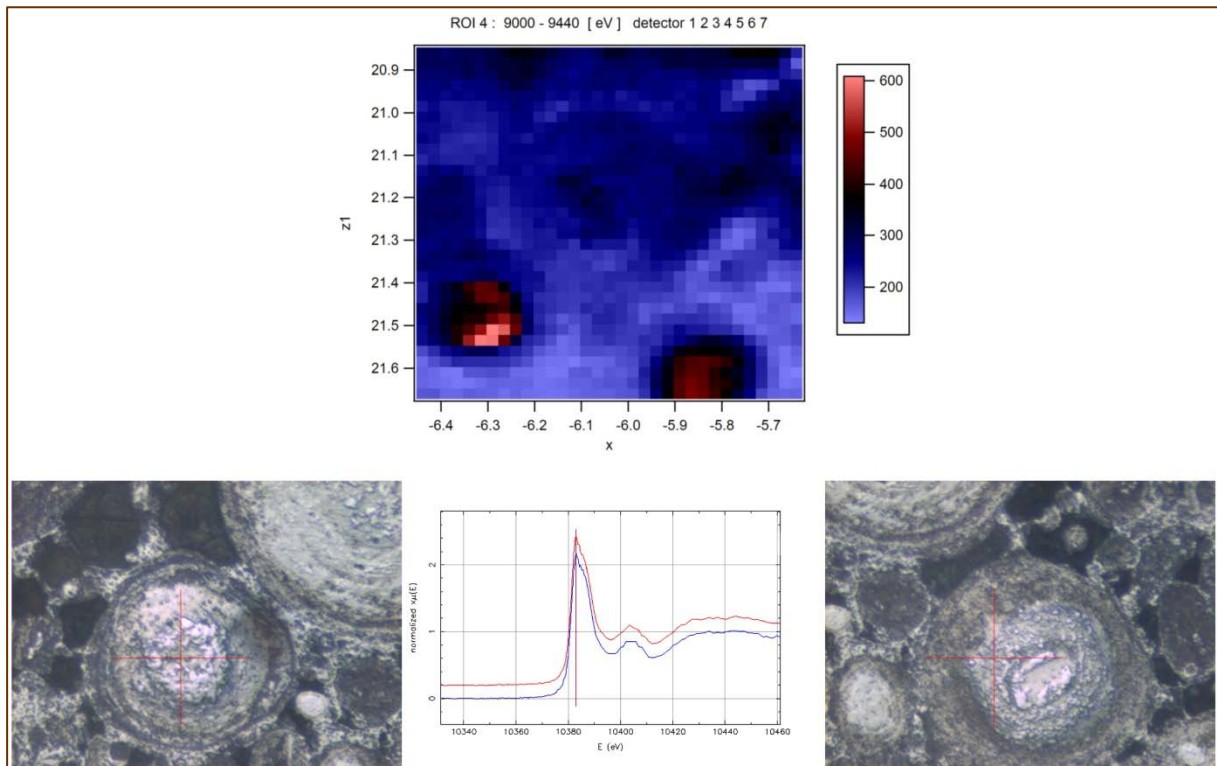 ROI 4 : 9000 - 9440 [ eV ] detector 1 2 3 4 5 6 7
20.9
21.0
21.1
21.2
21.3
21.4
21.5
21.6
z1
-6.4 -6.3 -6.2 -6.1 -6.0 -5.9 -5.8 -5.7
x
600
500
400
300
200
normalized xμ(E)
2
1
0
10340 10360 10380 10400 10420 10440 10460
E (eV)